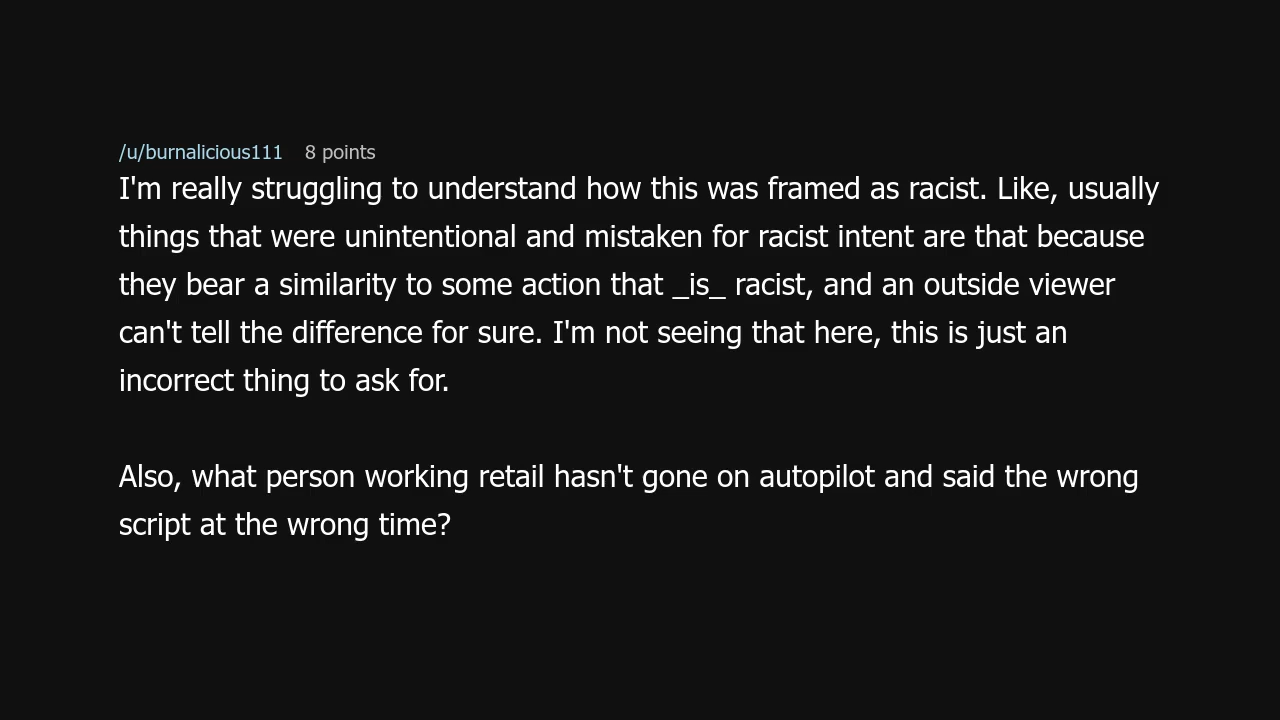 /u/burnalicious111 8 points
I'm really struggling to understand how this was framed as racist. Like, usually
things that were unintentional and mistaken for racist intent are that because
they bear a similarity to some action that _is_ racist, and an outside viewer
can't tell the difference for sure. I'm not seeing that here, this is just an
incorrect thing to ask for.
Also, what person working retail hasn't gone on autopilot and said the wrong
script at the wrong time?